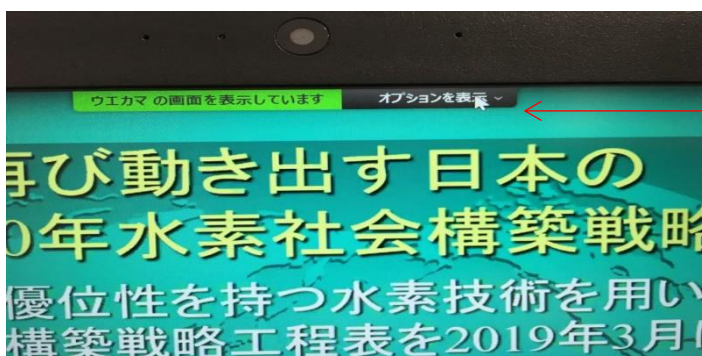 ウエカマ の画面を表示しています オプションを表示
再び動き出す日本の
0年水素社会構築戦略
優位性を持つ水素技術を用い
構築戦略工程表を2019年3月